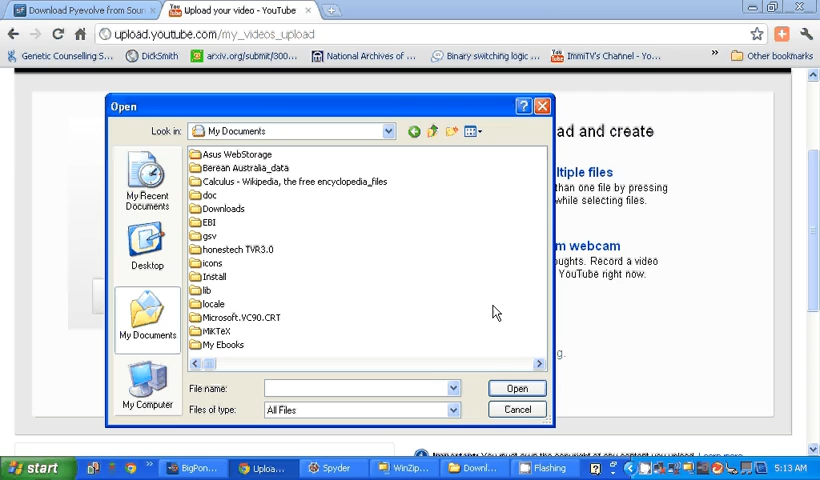 Download Pyevolve from Sour
Upload your video - YouTube
upload.youtube.com/my_videos_upload
Genetic Counselling S...
DickSmith
arxiv.org/submit/300...
National Archives of ...
Binary switching logic ...
ImmiTV's Channel - Yo...
Other bookmarks
Open
Look in:
My Documents
ad and create
My Recent
Documents
Desktop
My Documents
My Computer
Asus WebStorage
Berean Australia_data
Calculus - Wikipedia, the free encyclopedia_files
doc
Downloads
EBI
gsv
honestech TVR3.0
icons
Install
lib
locale
Microsoft.VC90.CRT
MiKTeX
My Ebooks
ltiple files
than one file by pressing
while selecting files.
m webcam
oughts. Record a video
YouTube right now.
g.
File name:
Open
Files of type:
All Files
Cancel
start
BigPon...
Uploa...
Spyder
WinZip...
Downl...
Flashing
5:13 AM